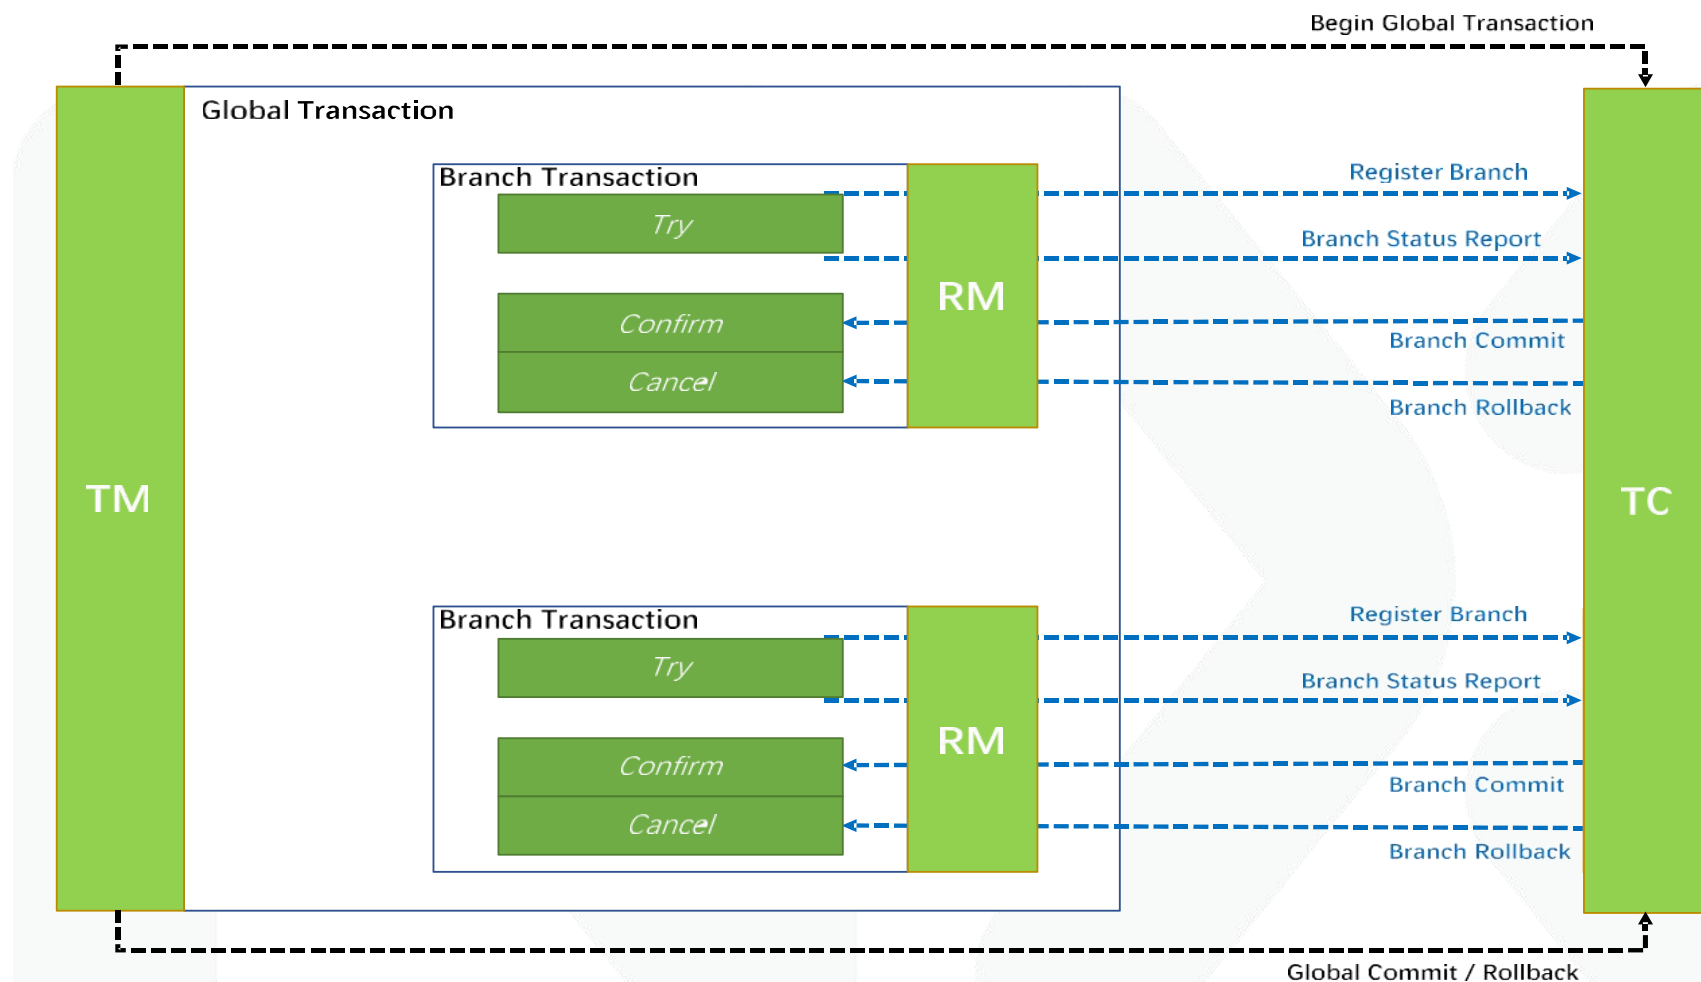 Begin Global Transaction
Global Transaction
Branch Transaction
Register Branch
Try
Branch Status Report
RM
Confirm
Branch Commit
Cancel
Branch Rollback
TM
TC
Branch Transaction
Register Branch
Try
Branch Status Report
RM
Confirm
Branch Commit
Cancel
Branch Rollback
Global Commit / Rollback